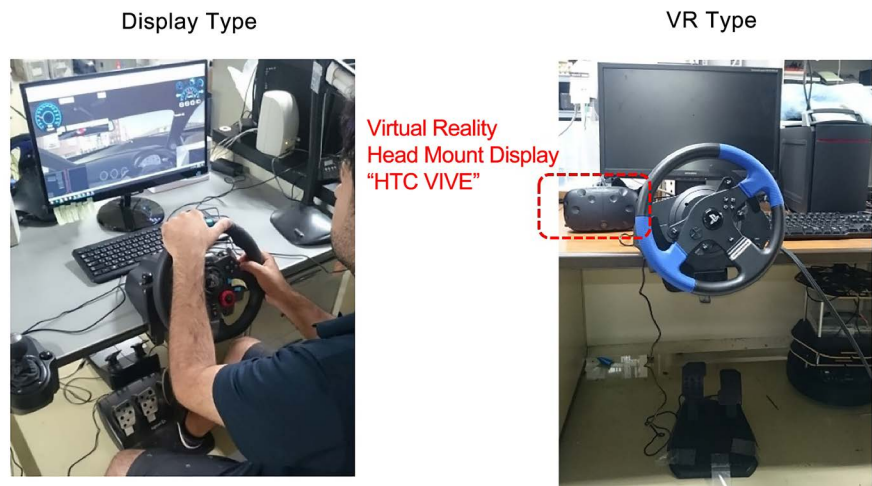 Display Type
VR Type
Virtual Reality
Head Mount Display
“HTC VIVE”